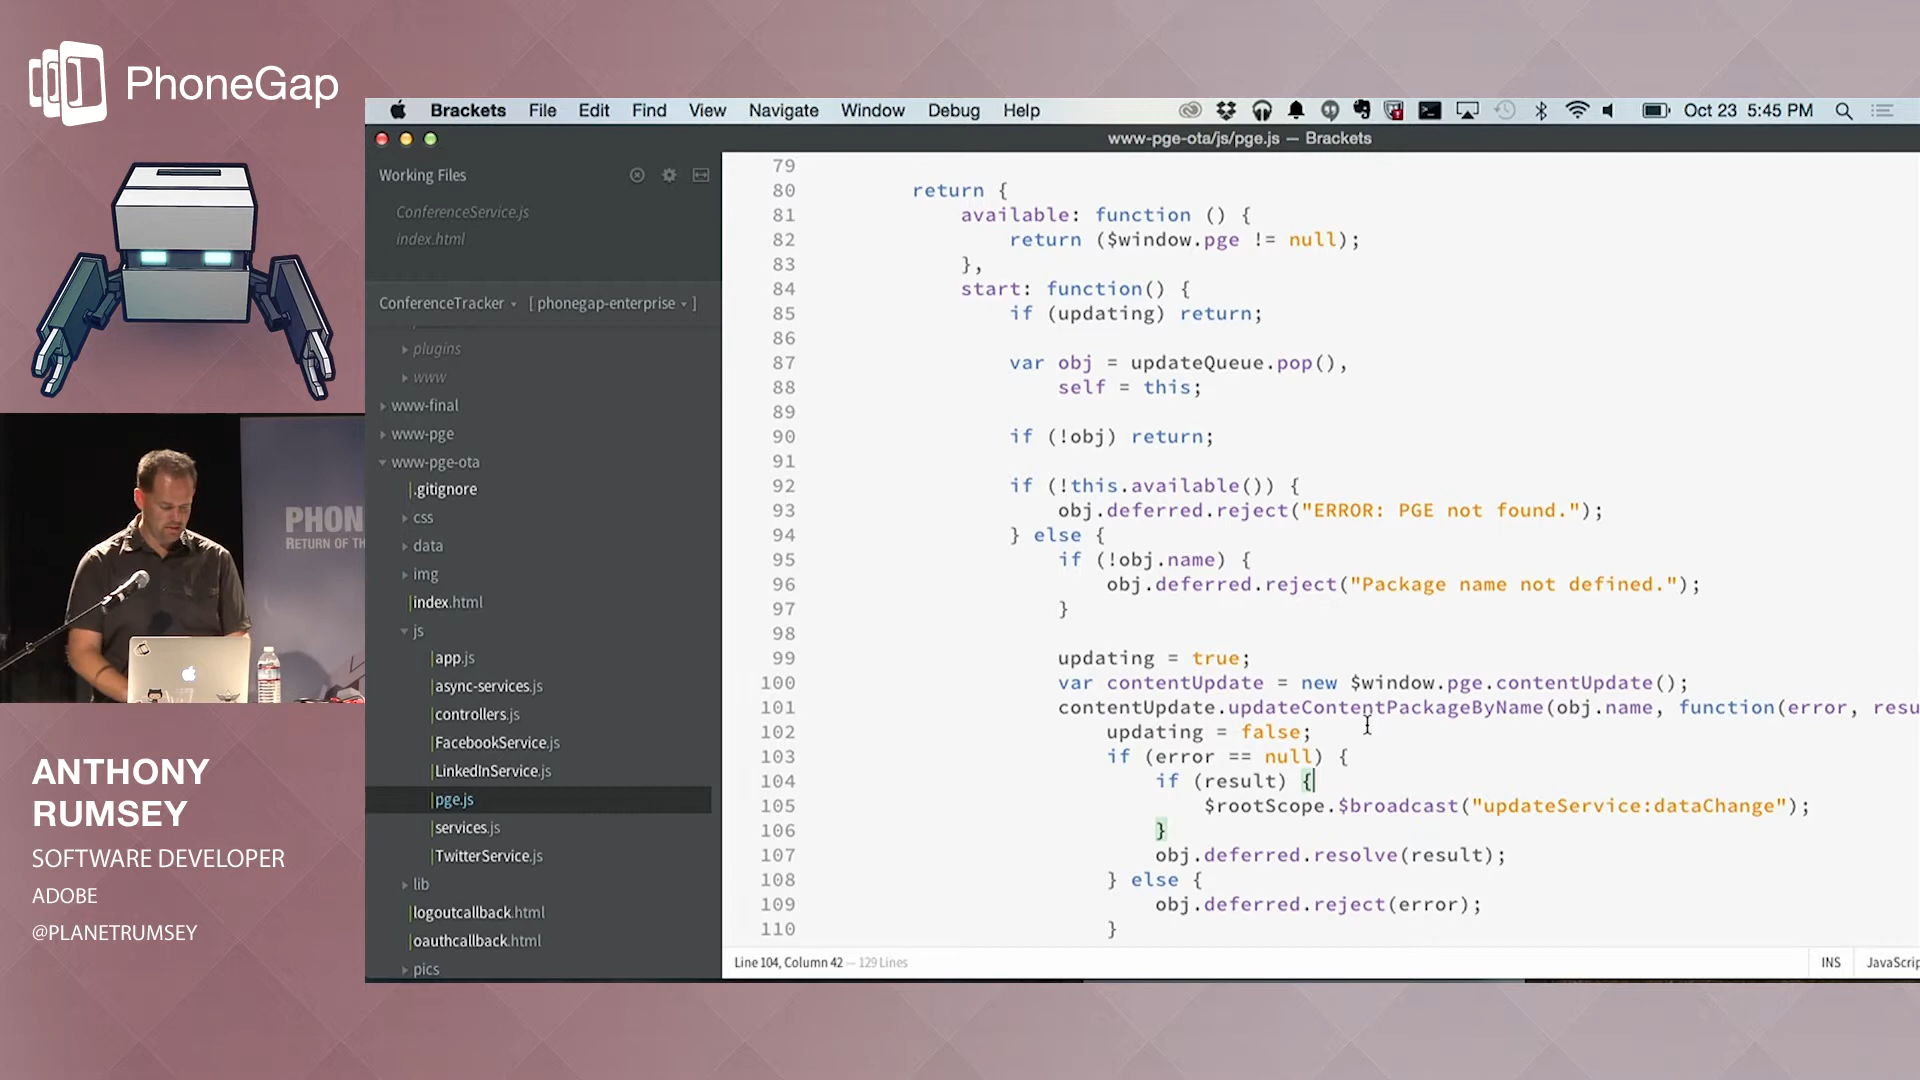 PhoneGap
Brackets File Edit Find View Navigate Window Debug Help Oct 23 5:45 PM
www-pge-ota/js/pge.js — Brackets
Working Files
ConferenceService.js
index.html
ConferenceTracker [ phonegap-enterprise ]
plugins
www
www-final
www-pge
www-pge-ota
.gitignore
css
data
img
index.html
js
app.js
async-services.js
controllers.js
FacebookService.js
LinkedInService.js
pge.js
services.js
TwitterService.js
lib
logoutcallback.html
oauthcallback.html
pics
79
80 return {
81 available: function () {
82 return ($window.pge != null);
83 },
84 start: function() {
85 if (updating) return;
86
87 var obj = updateQueue.pop(),
88 self = this;
89
90 if (!obj) return;
91
92 if (!this.available()) {
93 obj.deferred.reject("ERROR: PGE not found.");
94 } else {
95 if (!obj.name) {
96 obj.deferred.reject("Package name not defined.");
97 }
98
99 updating = true;
100 var contentUpdate = new $window.pge.contentUpdate();
101 contentUpdate.updateContentPackageByName(obj.name, function(error, resu
102 updating = false;
103 if (error == null) {
104 if (result) {
105 $rootScope.$broadcast("updateService:dataChange");
106 }
107 obj.deferred.resolve(result);
108 } else {
109 obj.deferred.reject(error);
110 }
Line 104, Column 42 — 129 Lines
INS JavaScrip
PHON
RETURN OF TH
ANTHONY
RUMSEY
SOFTWARE DEVELOPER
ADOBE
@PLANETRUMSEY